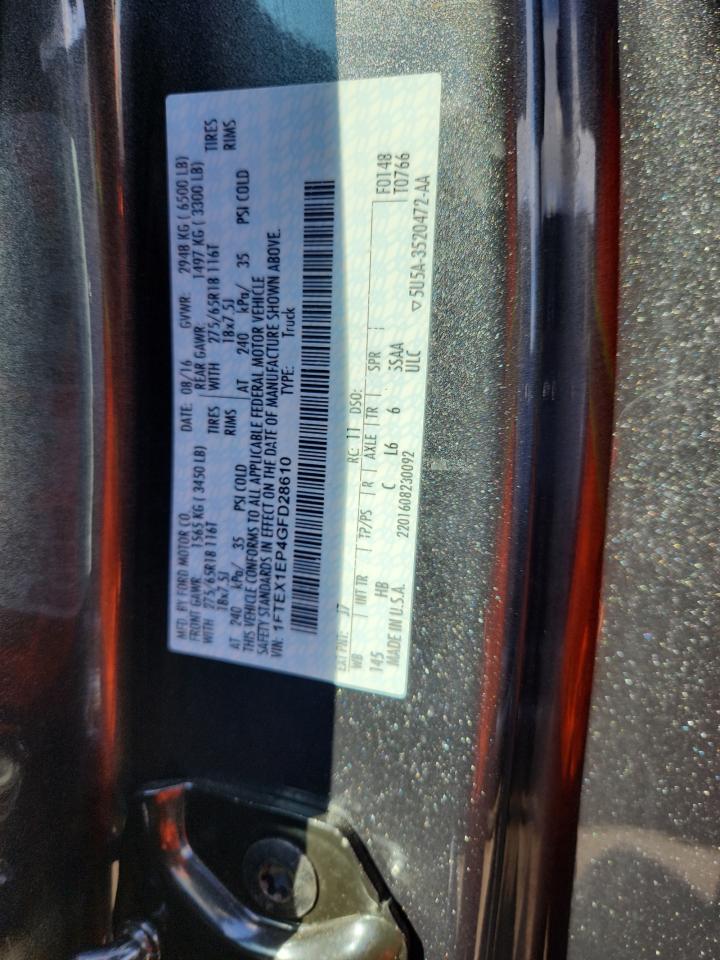 MFD. BY FORD MOTOR CO. DATE: 08/16 GVWR: 2948 KG ( 6500 LB)
FRONT GAWR: 1565 KG ( 3450 LB) REAR GAWR: 1497 KG ( 3300 LB)
WITH 275/65R18 116T TIRES WITH 275/65R18 116T TIRES
18x7.5J RIMS 18x7.5J RIMS
AT 240 kPa/ 35 PSI COLD AT 240 kPa/ 35 PSI COLD
THIS VEHICLE CONFORMS TO ALL APPLICABLE FEDERAL MOTOR VEHICLE
SAFETY STANDARDS IN EFFECT ON THE DATE OF MANUFACTURE SHOWN ABOVE.
VIN: 1FTEX1EP4GFD28610 TYPE: Truck
EXT PNT: J7 RC: 11 DSO:
WB INT TR TP/PS R AXLE TR SPR F0148
145 HB C L6 6 3SAA T0766
ULC
MADE IN U.S.A. 2201608230092 ▽5U5A-3520472-AA